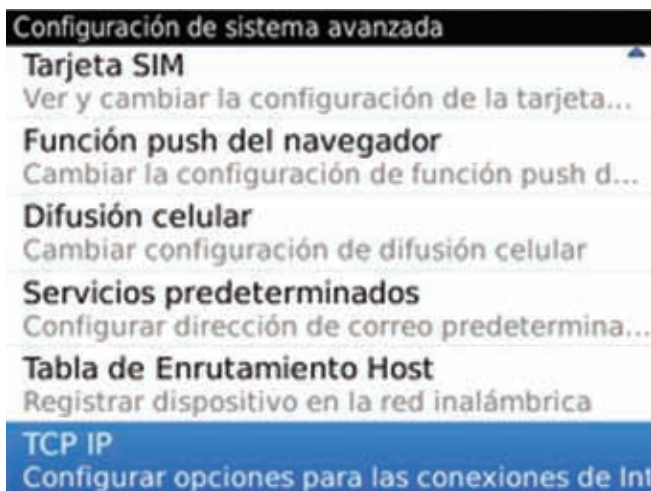 Configuración de sistema avanzada
Tarjeta SIM
Ver y cambiar la configuración de la tarjeta...
Función push del navegador
Cambiar la configuración de función push d...
Difusión celular
Cambiar configuración de difusión celular
Servicios predeterminados
Configurar dirección de correo predetermina...
Tabla de Enrutamiento Host
Registrar dispositivo en la red inalámbrica
TCP IP
Configurar opciones para las conexiones de Int